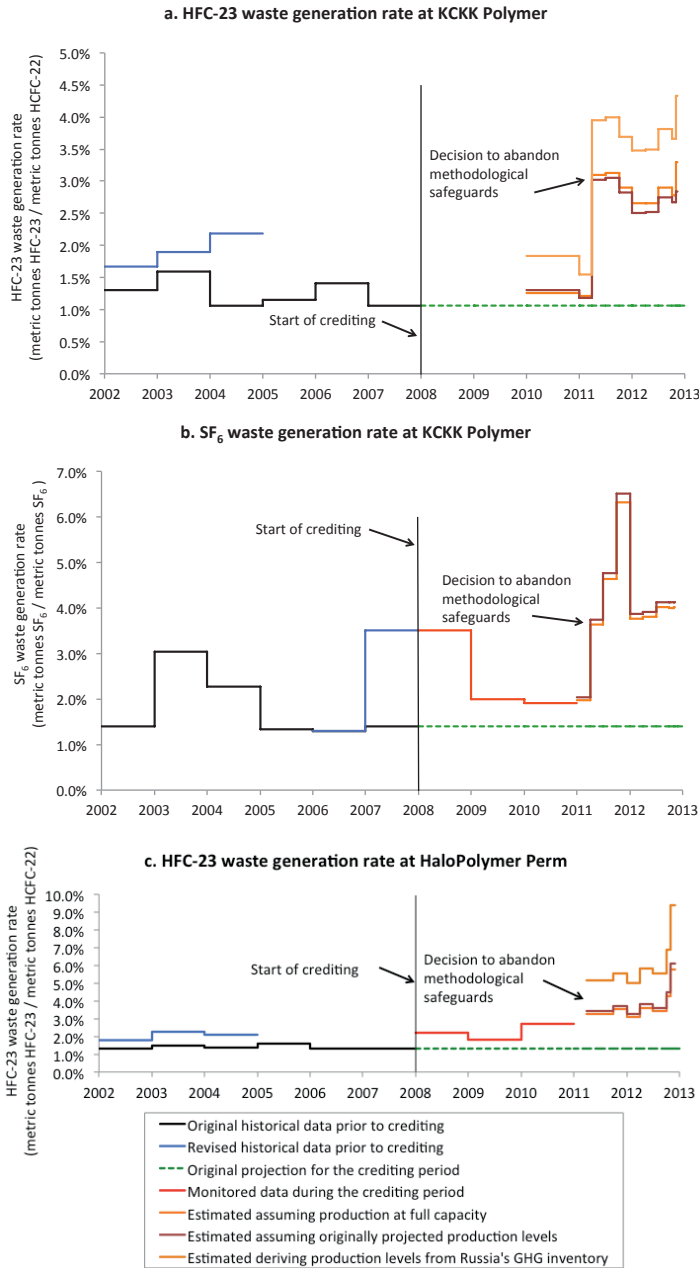 a. HFC-23 waste generation rate at KCKK Polymer
HFC-23 waste generation rate
(metric tonnes HFC-23 / metric tonnes HCFC-22)
5.0%
4.5%
4.0%
3.5%
3.0%
2.5%
2.0%
1.5%
1.0%
0.5%
0.0%
Decision to abandon
methodological
safeguards
Start of crediting
2002 2003 2004 2005 2006 2007 2008 2009 2010 2011 2012 2013
b. SF₆ waste generation rate at KCKK Polymer
SF₆ waste generation rate
(metric tonnes SF₆ / metric tonnes SF₆)
7.0%
6.0%
5.0%
4.0%
3.0%
2.0%
1.0%
0.0%
Start of crediting
Decision to abandon
methodological
safeguards
2002 2003 2004 2005 2006 2007 2008 2009 2010 2011 2012 2013
c. HFC-23 waste generation rate at HaloPolymer Perm
HFC-23 waste generation rate
(metric tonnes HFC-23 / metric tonnes HCFC-22)
10.0%
9.0%
8.0%
7.0%
6.0%
5.0%
4.0%
3.0%
2.0%
1.0%
0.0%
Start of crediting
Decision to abandon
methodological
safeguards
2002 2003 2004 2005 2006 2007 2008 2009 2010 2011 2012 2013
Original historical data prior to crediting
Revised historical data prior to crediting
Original projection for the crediting period
Monitored data during the crediting period
Estimated assuming production at full capacity
Estimated assuming originally projected production levels
Estimated deriving production levels from Russia's GHG inventory